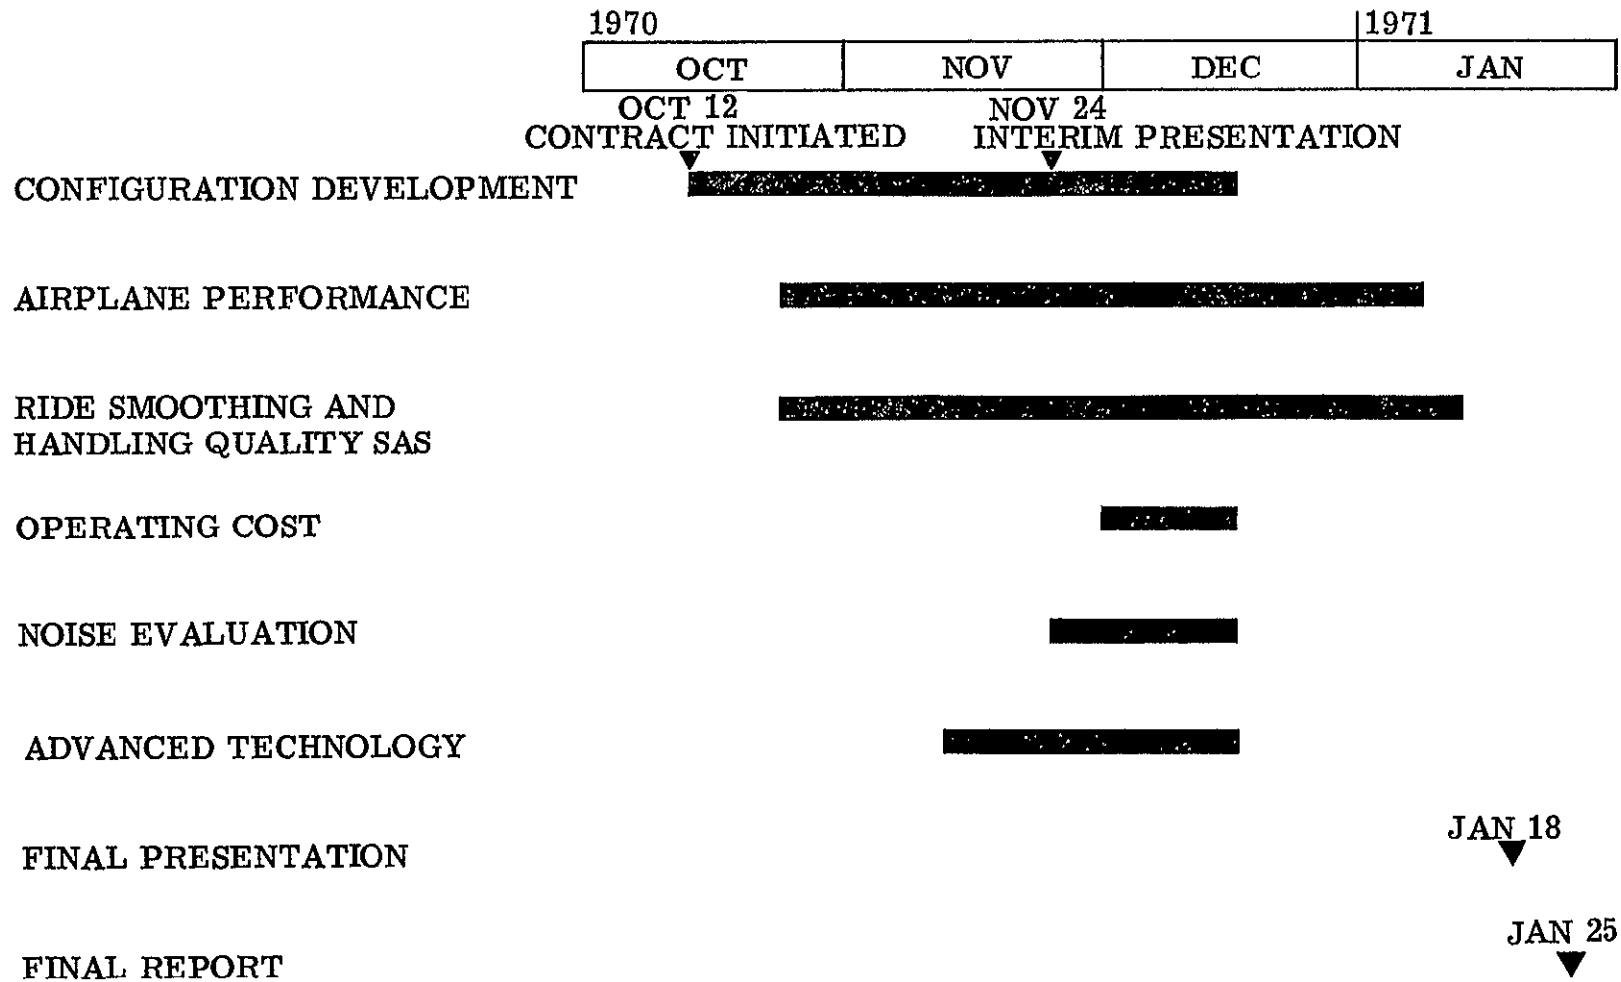 1970 1971
OCT NOV DEC JAN
OCT 12 NOV 24
CONTRACT INITIATED INTERIM PRESENTATION
CONFIGURATION DEVELOPMENT
AIRPLANE PERFORMANCE
RIDE SMOOTHING AND
HANDLING QUALITY SAS
OPERATING COST
NOISE EVALUATION
ADVANCED TECHNOLOGY
JAN 18
FINAL PRESENTATION
JAN 25
FINAL REPORT